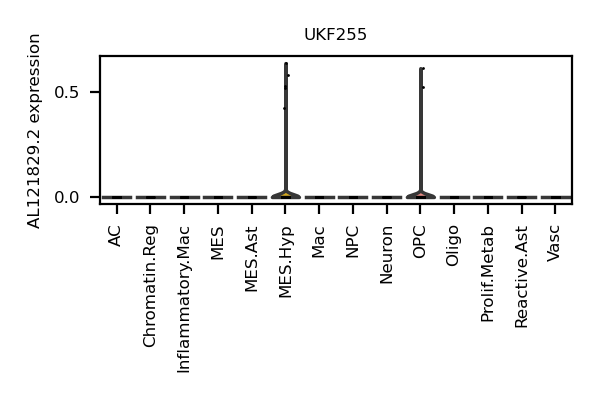 UKF255
AL121829.2 expression
0.5
0.0
AC
Chromatin.Reg
Inflammatory.Mac
MES
MES.Ast
MES.Hyp
Mac
NPC
Neuron
OPC
Oligo
Prolif.Metab
Reactive.Ast
Vasc